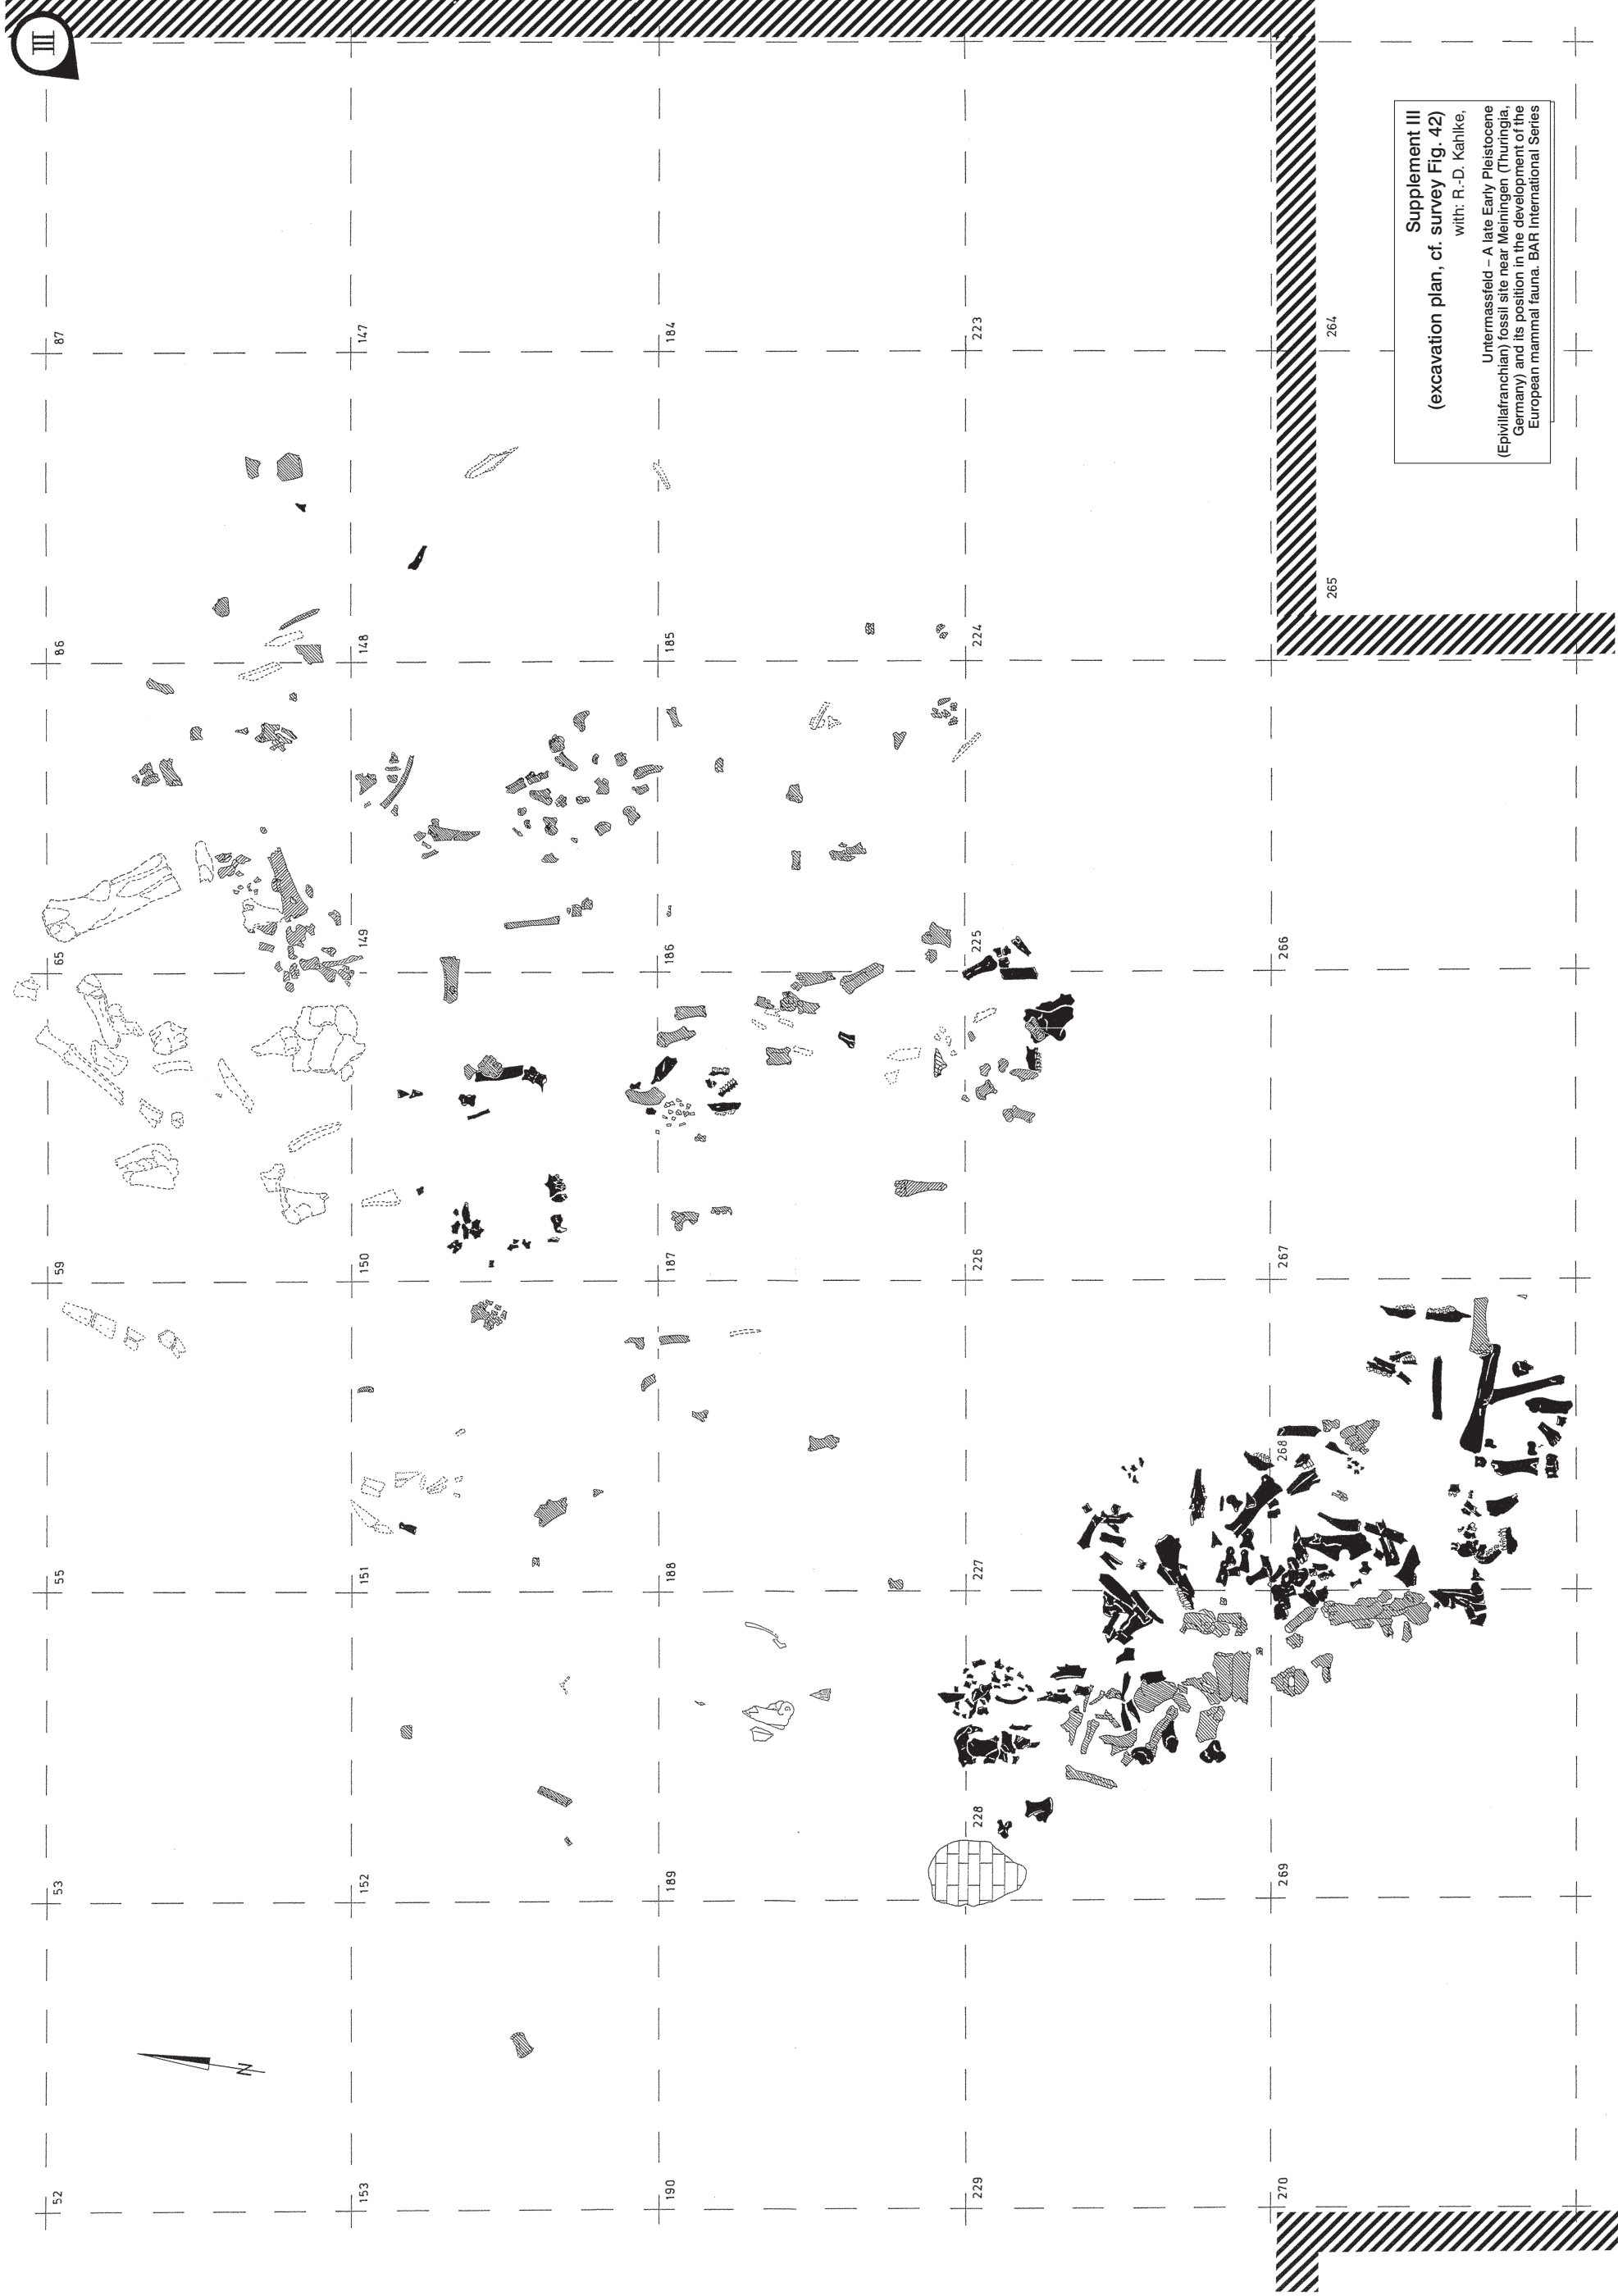 III
52 53 55 59 65 86 87
N
153 152 151 150 149 148 147
190 189 188 187 186 185 184
229 228 227 226 225 224 223
270 269 268 267 266
265 264
Supplement III
(excavation plan, cf. survey Fig. 42)
with: R.-D. Kahlke,
Untermassfeld – A late Early Pleistocene
(Epivillafranchian) fossil site near Meiningen (Thuringia,
Germany) and its position in the development of the
European mammal fauna. BAR International Series